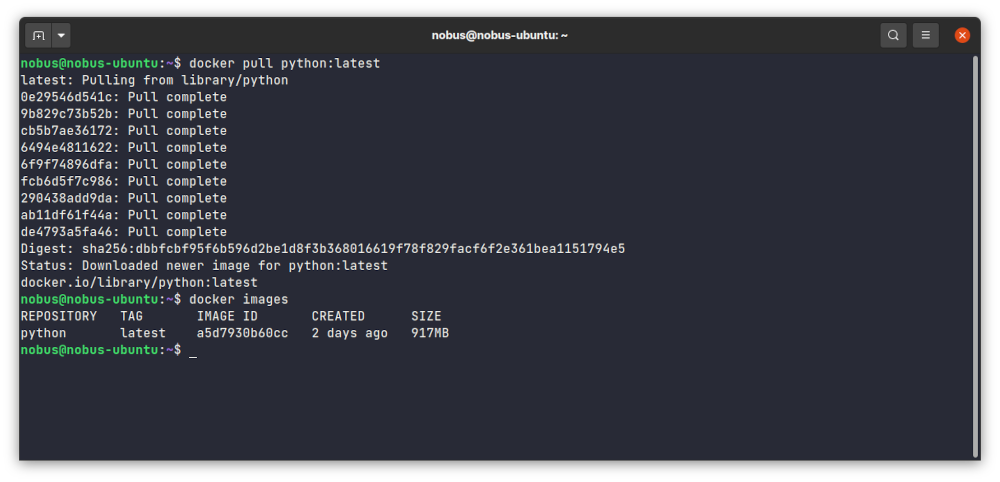 nobus@nobus-ubuntu: ~
nobus@nobus-ubuntu:~$ docker pull python:latest
latest: Pulling from library/python
0e29546d541c: Pull complete
9b829c73b52b: Pull complete
cb5b7ae36172: Pull complete
6494e4811622: Pull complete
6f9f74896dfa: Pull complete
fcb6d5f7c986: Pull complete
290438add9da: Pull complete
ab11df61f44a: Pull complete
de4793a5fa46: Pull complete
Digest: sha256:dbbfcbf95f6b596d2be1d8f3b368016619f78f829facf6f2e361bea1151794e5
Status: Downloaded newer image for python:latest
docker.io/library/python:latest
nobus@nobus-ubuntu:~$ docker images
REPOSITORY   TAG       IMAGE ID       CREATED      SIZE
python       latest    a5d7930b60cc   2 days ago   917MB
nobus@nobus-ubuntu:~$ _